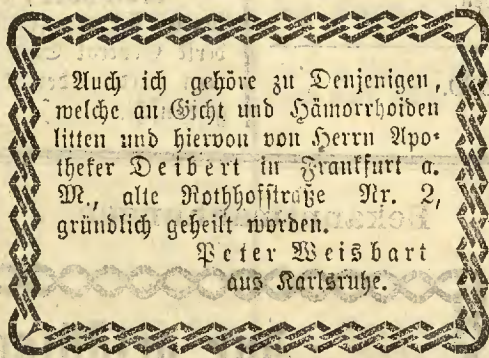 Auch ich gehöre zu Denjenigen,
welche an Gicht und Hämorrhoiden
litten und hiervon von Herrn Apo-
theker Deibert in Frankfurt a.
M., alte Rothhofstraße Nr. 2,
gründlich geheilt worden.
Peter Weisbart
aus Karlsruhe.